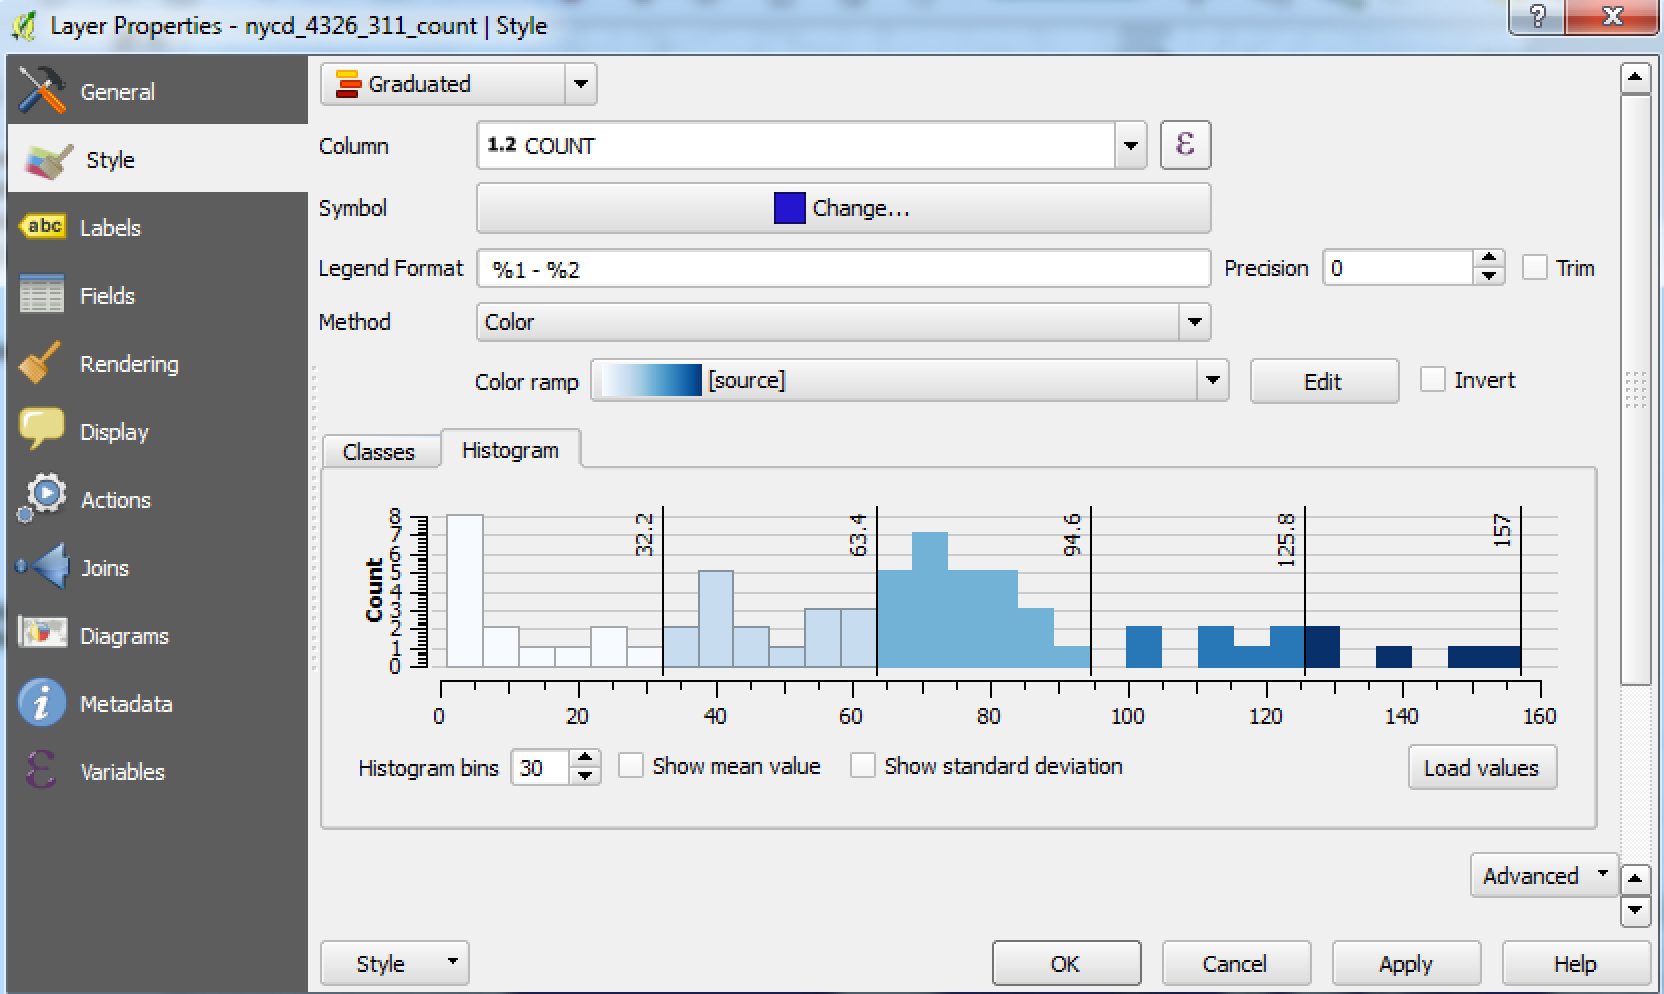 Layer Properties - nycd_4326_311_count | Style
?
General
Style
Labels
abc
Fields
Rendering
Display
Actions
Joins
Diagrams
Metadata
Variables
Graduated
Column 1.2 COUNT ε
Symbol Change...
Legend Format %1 - %2 Precision 0 Trim
Method Color
Color ramp [source] Edit Invert
Classes Histogram
Count
8
7
6
5
4
3
2
1
0
32.2
63.4
94.6
125.8
157
0 20 40 60 80 100 120 140 160
Histogram bins 30 Show mean value Show standard deviation Load values
Advanced
Style OK Cancel Apply Help